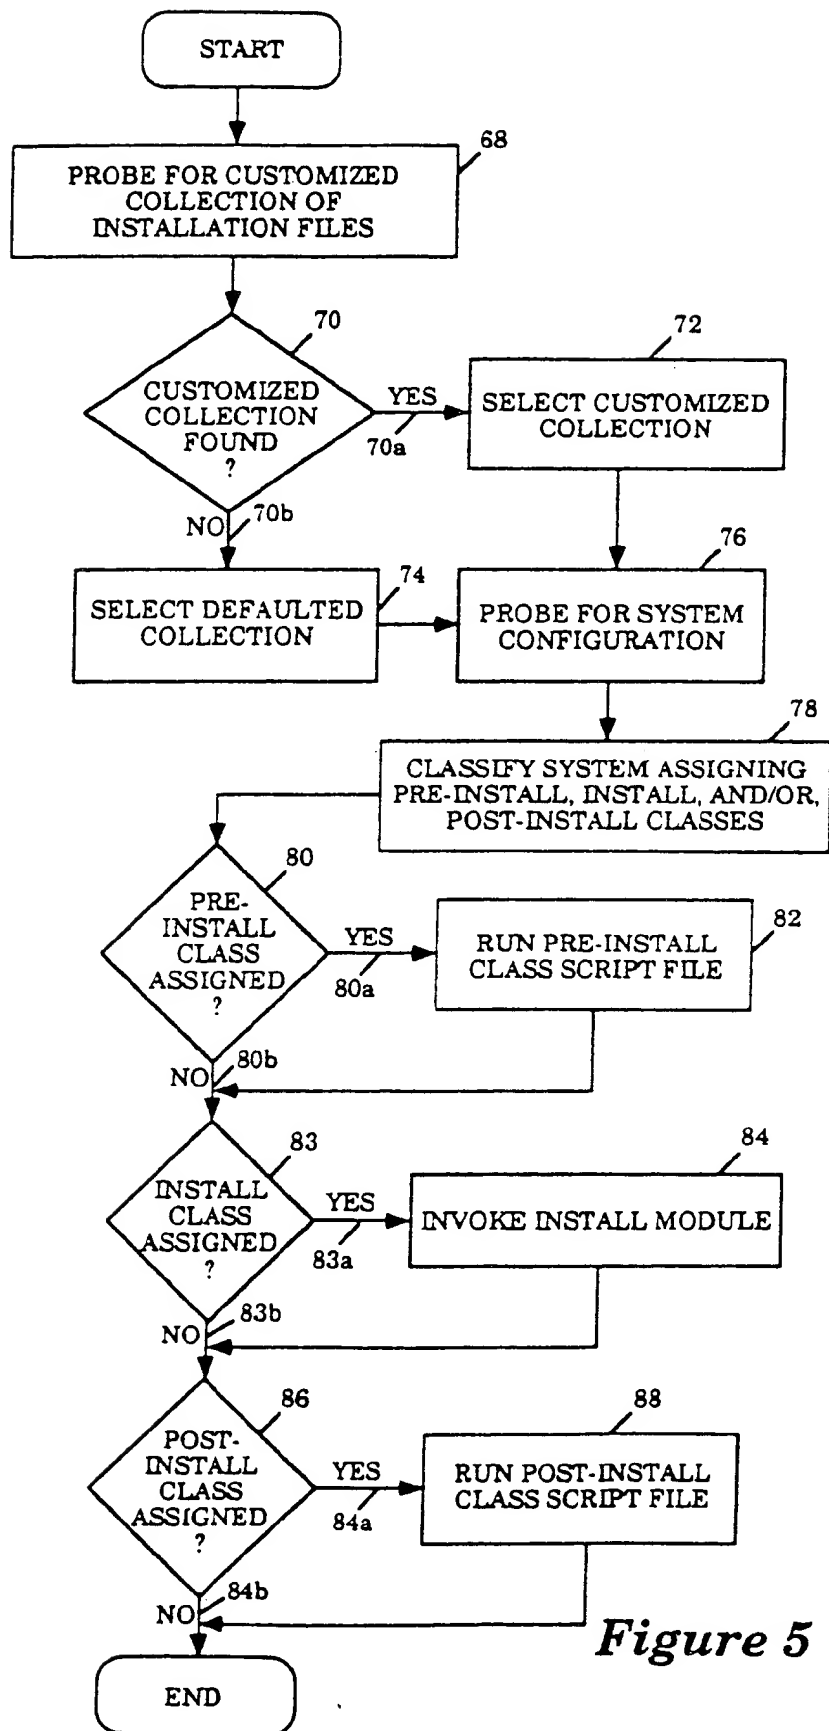 START
68
PROBE FOR CUSTOMIZED
COLLECTION OF
INSTALLATION FILES
70
CUSTOMIZED
COLLECTION
FOUND
?
YES
70a
72
SELECT CUSTOMIZED
COLLECTION
NO
70b
74
SELECT DEFAULTED
COLLECTION
76
PROBE FOR SYSTEM
CONFIGURATION
78
CLASSIFY SYSTEM ASSIGNING
PRE-INSTALL, INSTALL, AND/OR,
POST-INSTALL CLASSES
80
PRE-
INSTALL
CLASS
ASSIGNED
?
YES
80a
82
RUN PRE-INSTALL
CLASS SCRIPT FILE
NO
80b
83
INSTALL
CLASS
ASSIGNED
?
YES
83a
84
INVOKE INSTALL MODULE
NO
83b
86
POST-
INSTALL
CLASS
ASSIGNED
?
YES
84a
88
RUN POST-INSTALL
CLASS SCRIPT FILE
NO
84b
END
Figure 5